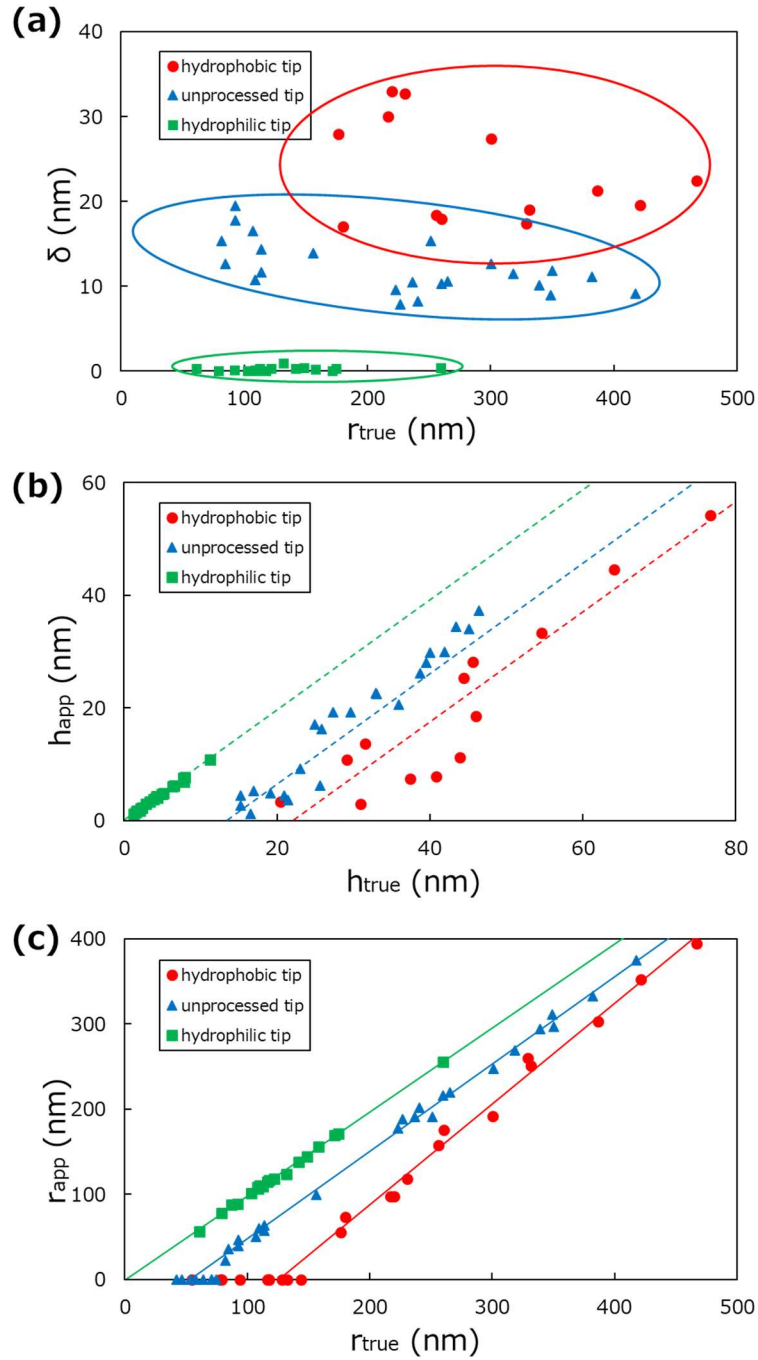 (a)
40
30
20
10
0
δ (nm)
hydrophobic tip
unprocessed tip
hydrophilic tip
0 100 200 300 400 500
rtrue (nm)
(b)
60
40
20
0
happ (nm)
hydrophobic tip
unprocessed tip
hydrophilic tip
0 20 40 60 80
htrue (nm)
(c)
400
300
200
100
0
rapp (nm)
hydrophobic tip
unprocessed tip
hydrophilic tip
0 100 200 300 400 500
rtrue (nm)